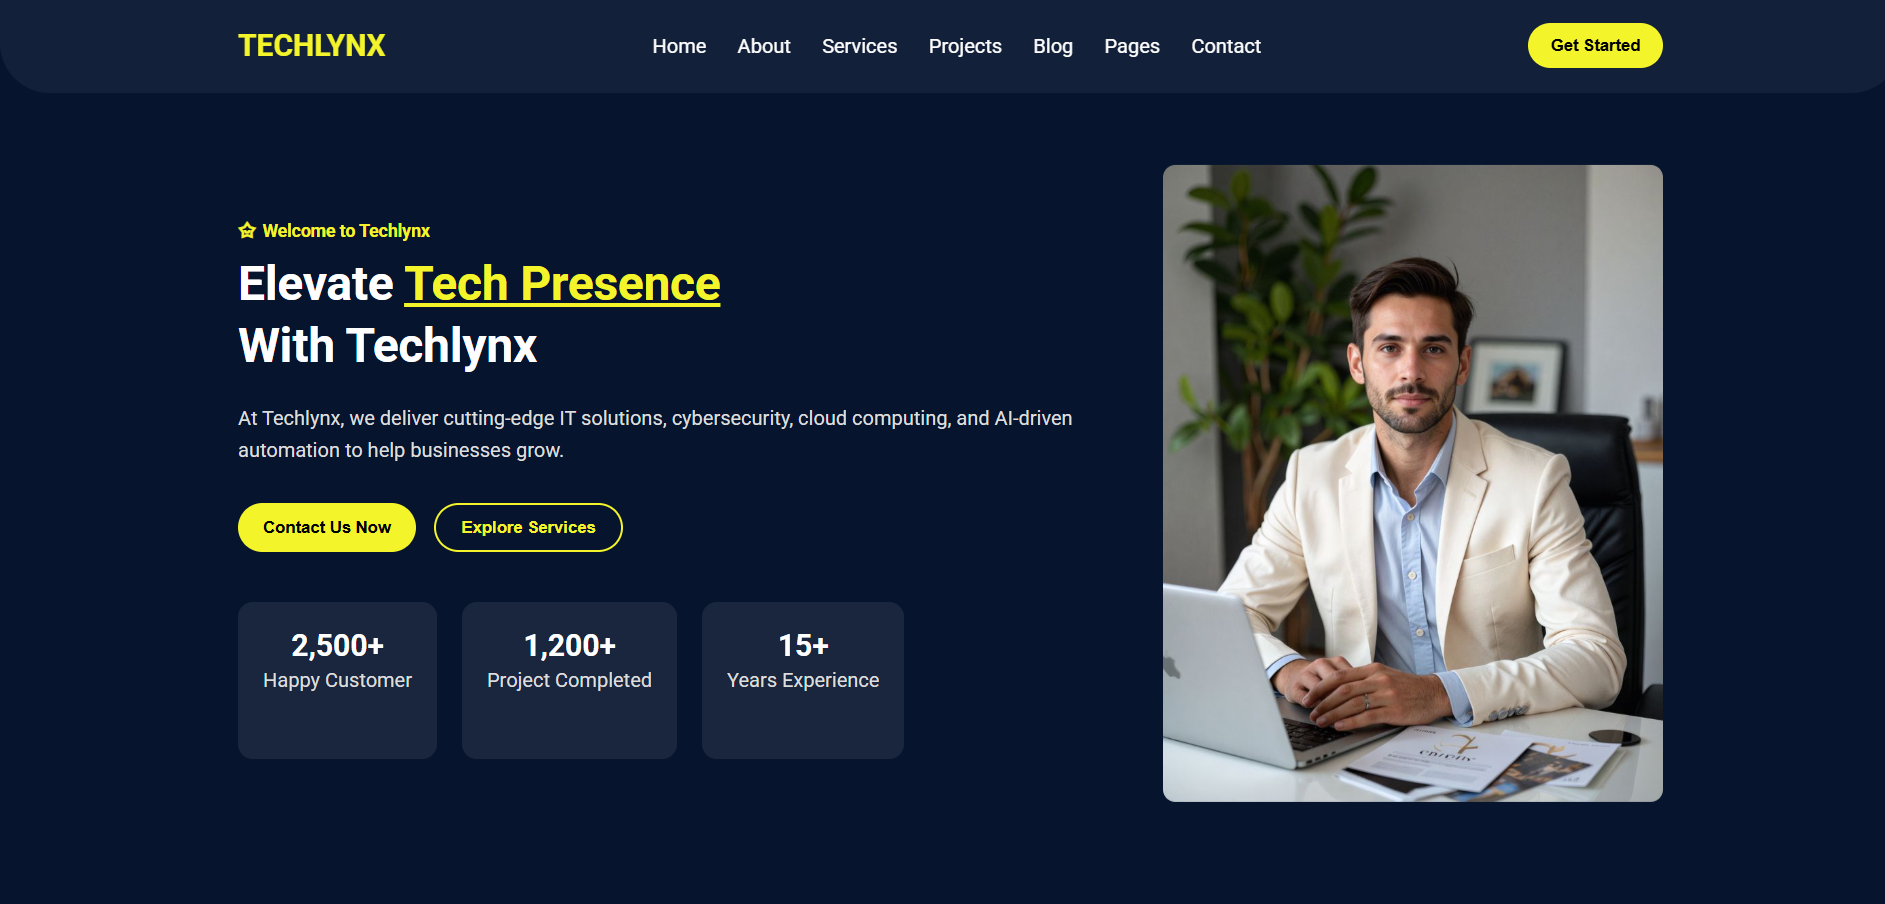 TECHLYNX
Home About Services Projects Blog Pages Contact
Get Started
Welcome to Techlynx
Elevate Tech Presence
With Techlynx
At Techlynx, we deliver cutting-edge IT solutions, cybersecurity, cloud computing, and AI-driven
automation to help businesses grow.
Contact Us Now
Explore Services
2,500+
Happy Customer
1,200+
Project Completed
15+
Years Experience